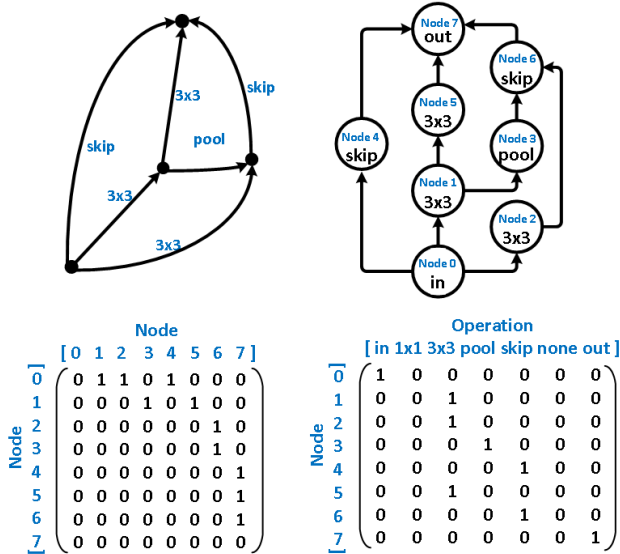 skip
3x3
skip
pool
3x3
3x3
Node 7
out
Node 6
skip
Node 5
3x3
Node 4
skip
Node 3
pool
Node 1
3x3
Node 2
3x3
Node 0
in
Node
[ 0 1 2 3 4 5 6 7 ]
Node
[ 0 1 2 3 4 5 6 7 ]
0 1 1 0 1 0 0 0
0 0 0 1 0 1 0 0
0 0 0 0 0 0 1 0
0 0 0 0 0 0 1 0
0 0 0 0 0 0 0 1
0 0 0 0 0 0 0 1
0 0 0 0 0 0 0 1
0 0 0 0 0 0 0 0
Operation
[ in 1x1 3x3 pool skip none out ]
Node
[ 0 1 2 3 4 5 6 7 ]
1 0 0 0 0 0 0
0 0 1 0 0 0 0
0 0 1 0 0 0 0
0 0 0 1 0 0 0
0 0 0 0 1 0 0
0 0 1 0 0 0 0
0 0 0 0 1 0 0
0 0 0 0 0 0 1